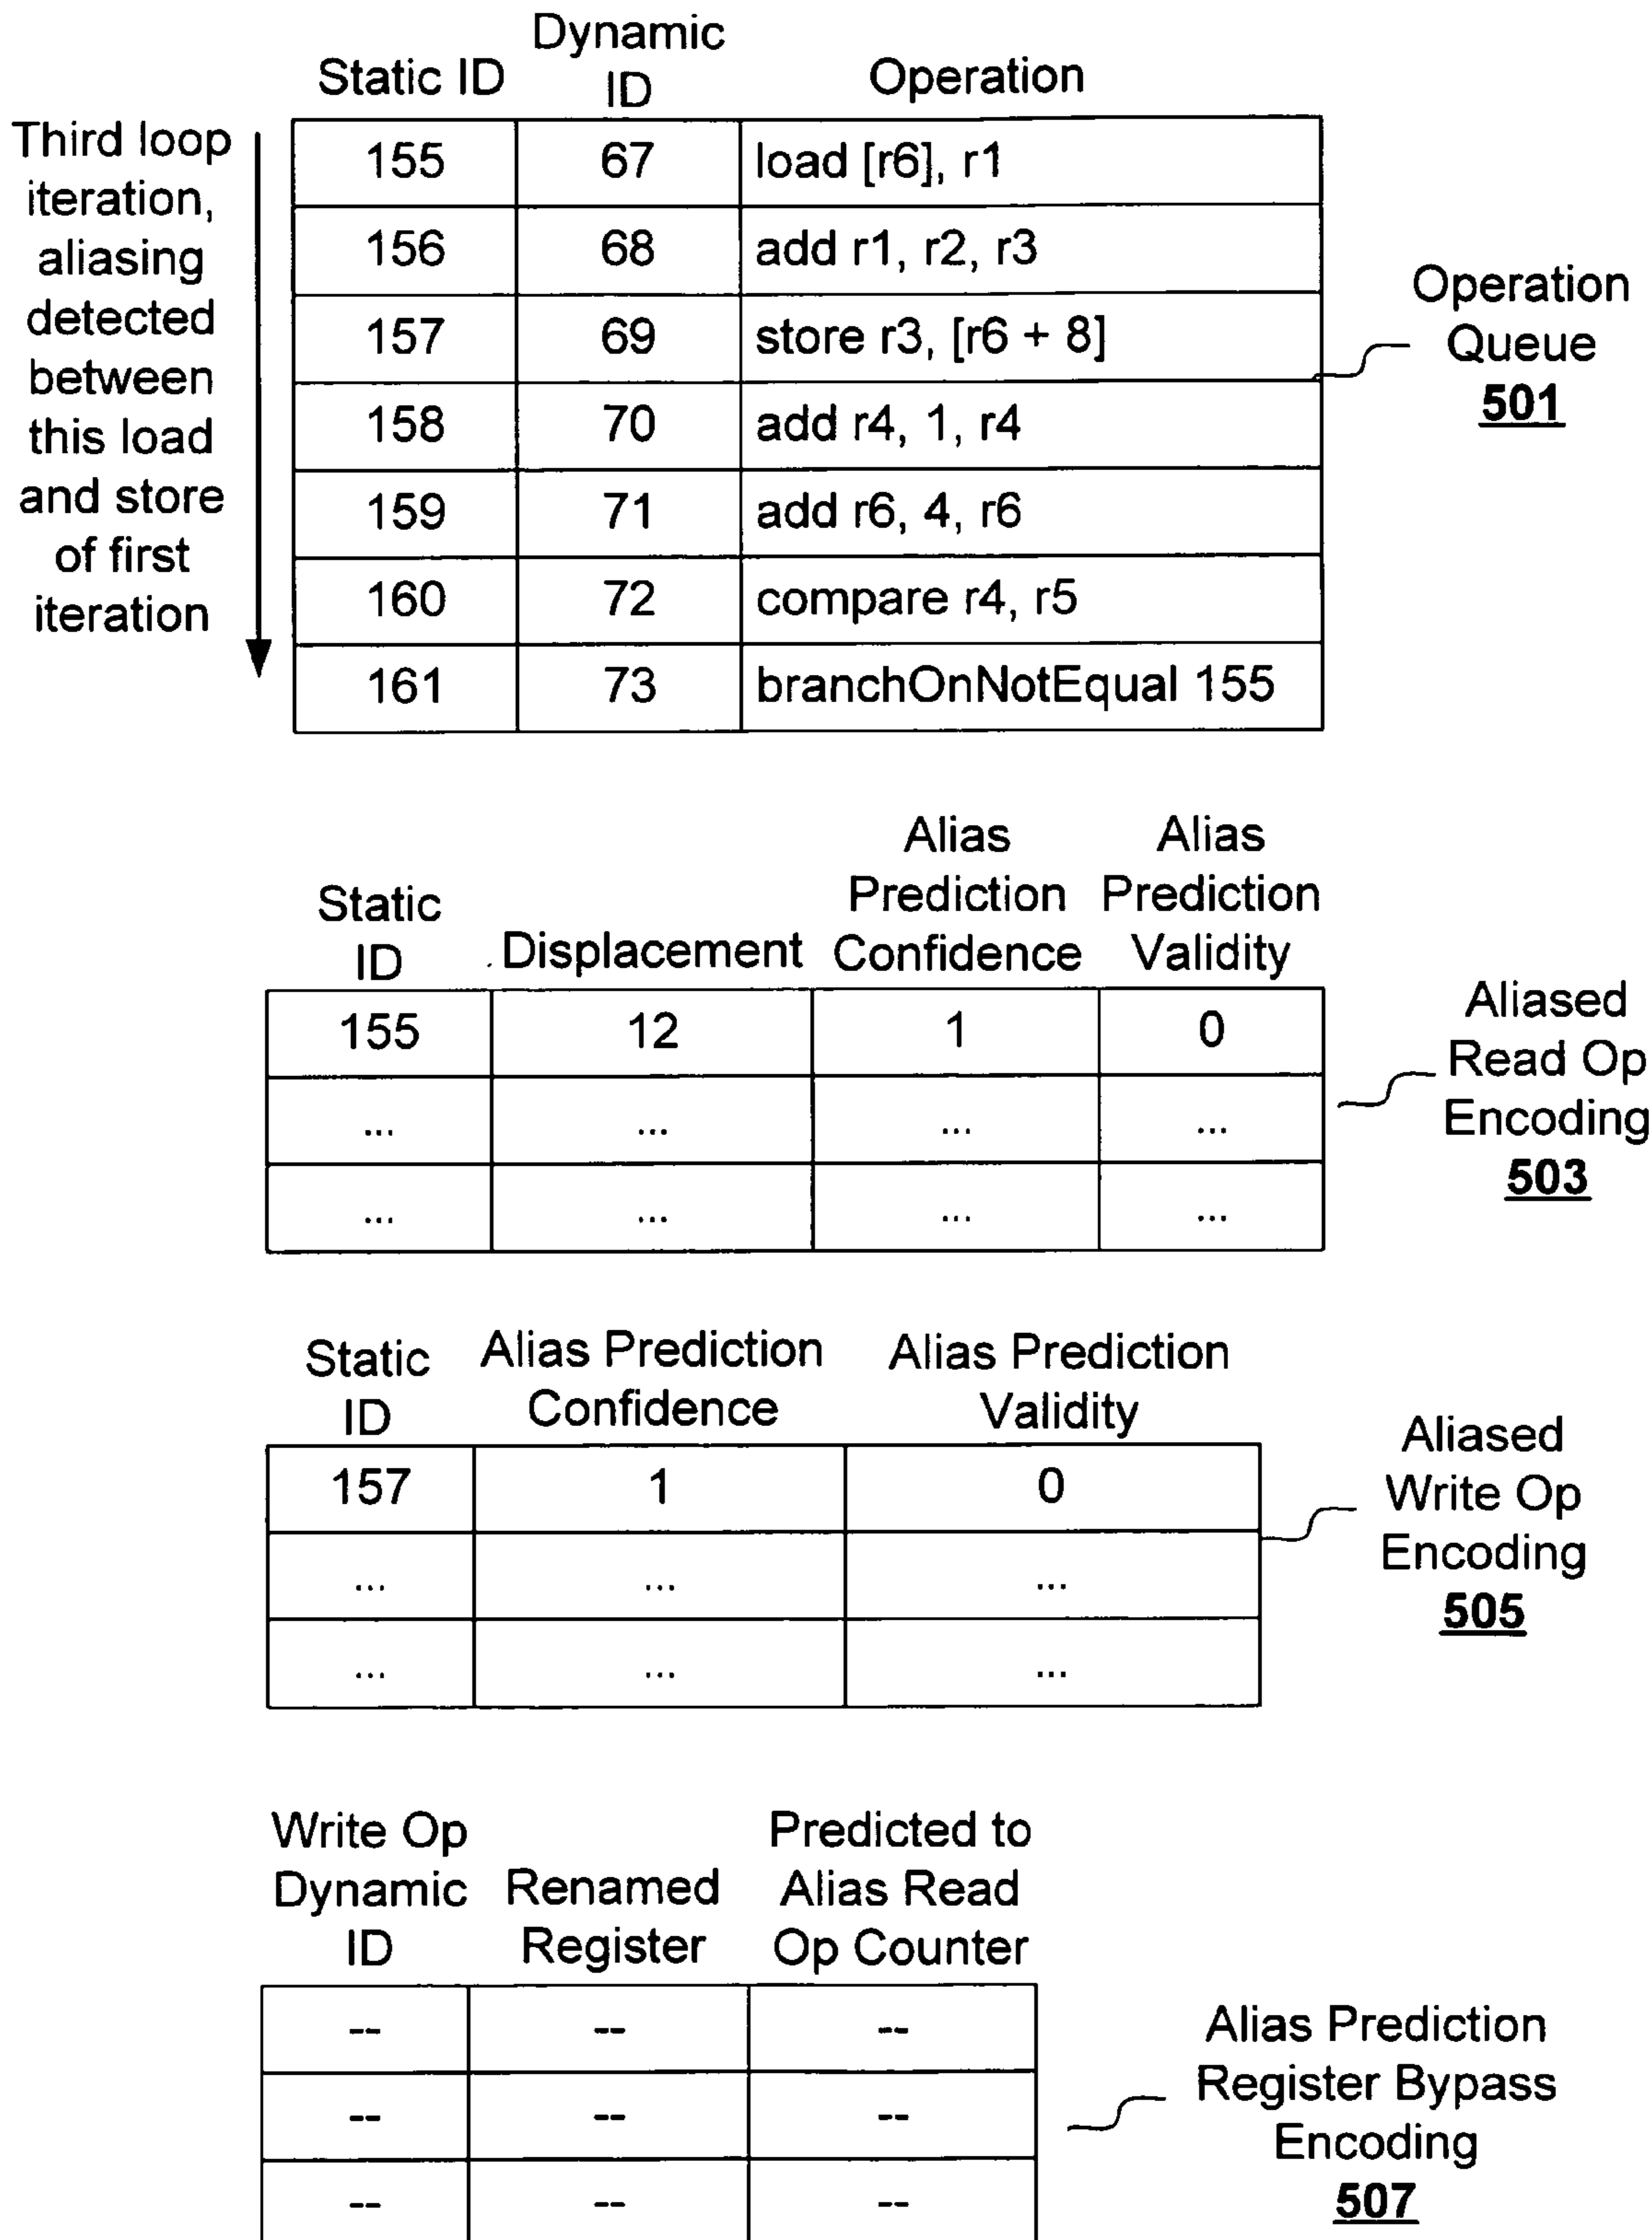 Static ID
Dynamic
ID
Operation
Third loop
iteration,
aliasing
detected
between
this load
and store
of first
iteration
155 67 load [r6], r1
156 68 add r1, r2, r3
157 69 store r3, [r6 + 8]
158 70 add r4, 1, r4
159 71 add r6, 4, r6
160 72 compare r4, r5
161 73 branchOnNotEqual 155
Operation
Queue
501
Static
ID
Displacement
Alias
Prediction
Confidence
Alias
Prediction
Validity
155 12 1 0
... ... ... ...
... ... ... ...
Aliased
Read Op
Encoding
503
Static
ID
Alias Prediction
Confidence
Alias Prediction
Validity
157 1 0
... ... ...
... ... ...
Aliased
Write Op
Encoding
505
Write Op
Dynamic
ID
Renamed
Register
Predicted to
Alias Read
Op Counter
-- -- --
-- -- --
-- -- --
Alias Prediction
Register Bypass
Encoding
507